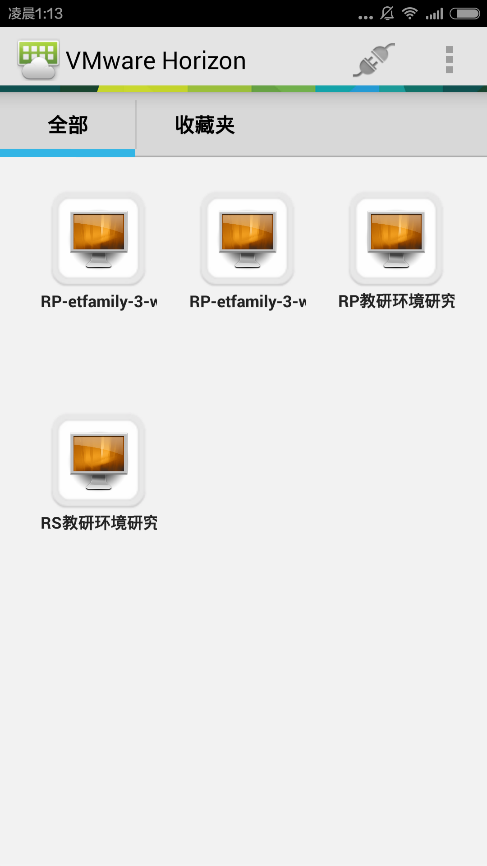 凌晨1:13
VMware Horizon
全部
收藏夹
RP-etfamily-3-w
RP-etfamily-3-w
RP教研环境研究
RS教研环境研究